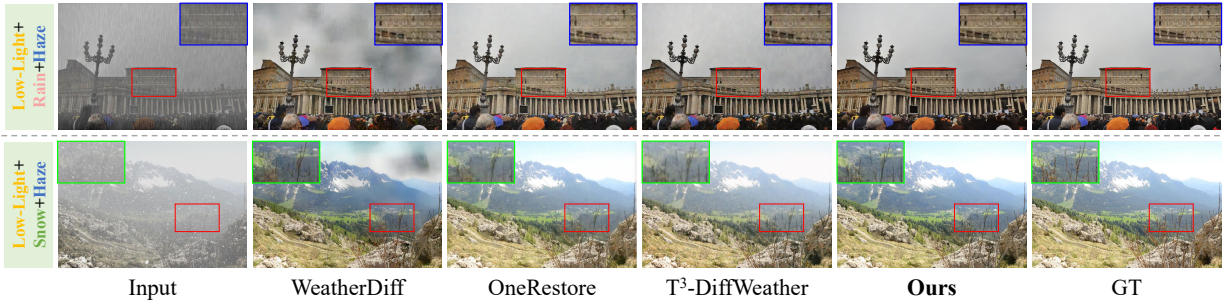 Low-Light+
Rain+Haze
Low-Light+
Snow+Haze
Input WeatherDiff OneRestore T³-DiffWeather Ours GT